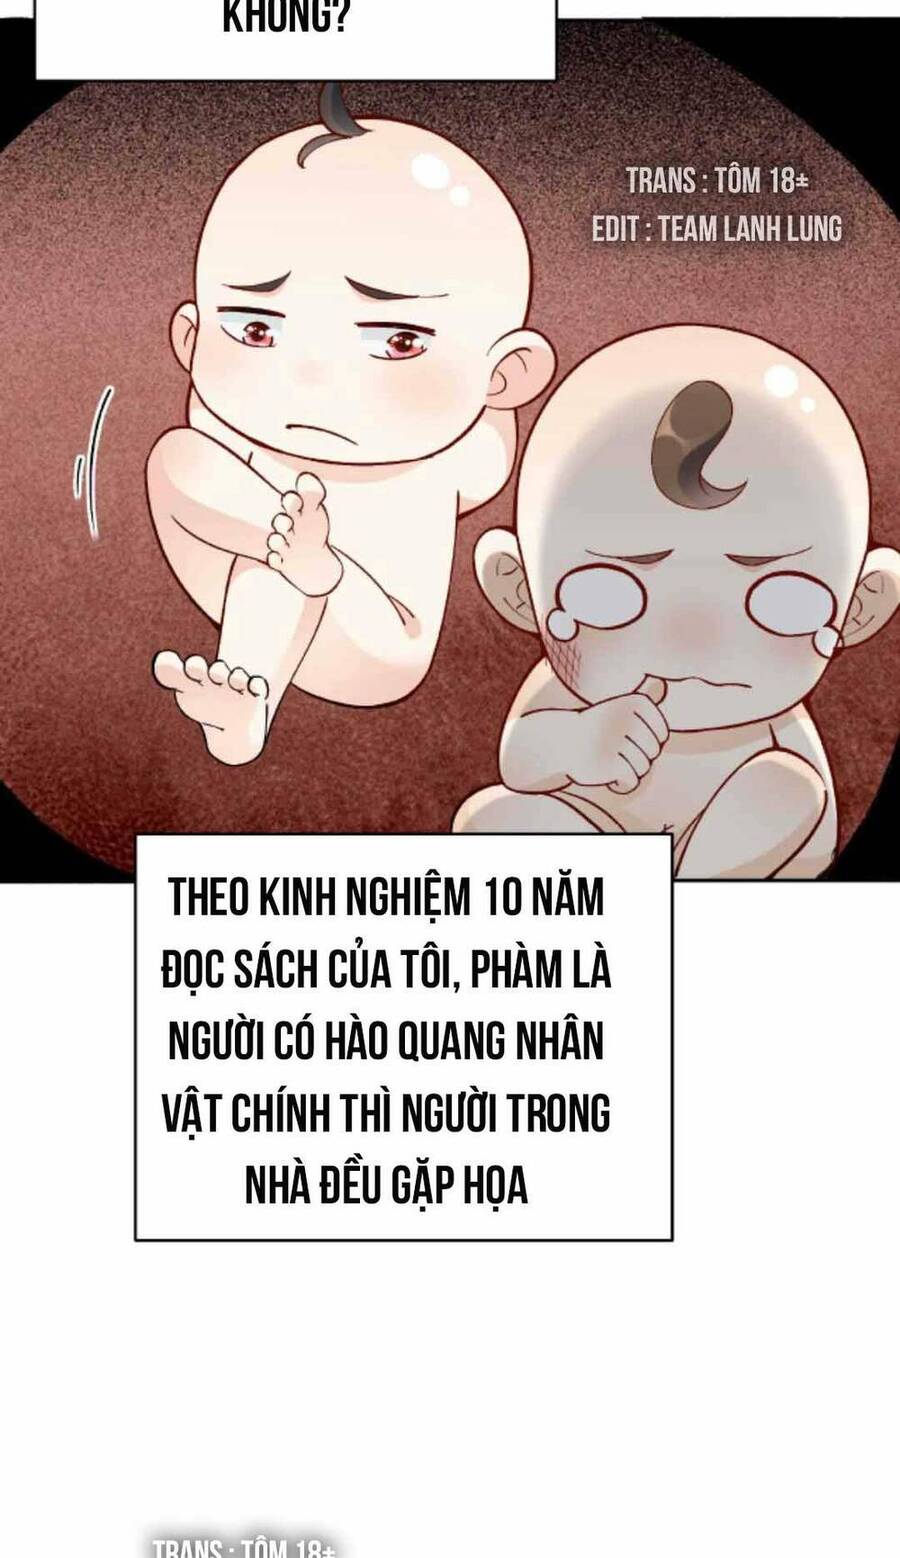 KHÔNG?
TRANS : TÔM 18+
EDIT : TEAM LANH LUNG
THEO KINH NGHIỆM 10 NĂM
ĐỌC SÁCH CỦA TÔI, PHÀM LÀ
NGƯỜI CÓ HÀO QUANG NHÂN
VẬT CHÍNH THÌ NGƯỜI TRONG
NHÀ ĐỀU GẶP HỌA
TRANS : TÔM 18+